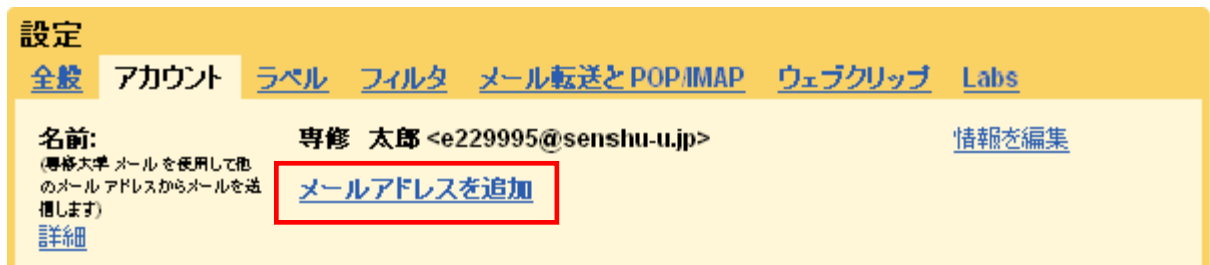 設定
全般 アカウント ラベル フィルタ メール転送とPOP/IMAP ウェブクリップ Labs
名前: 専修 太郎 <e229995@senshu-u.jp> 情報を編集
(専修大学 メール を使用して他
のメール アドレスからメールを送
信します)
メールアドレスを追加
詳細